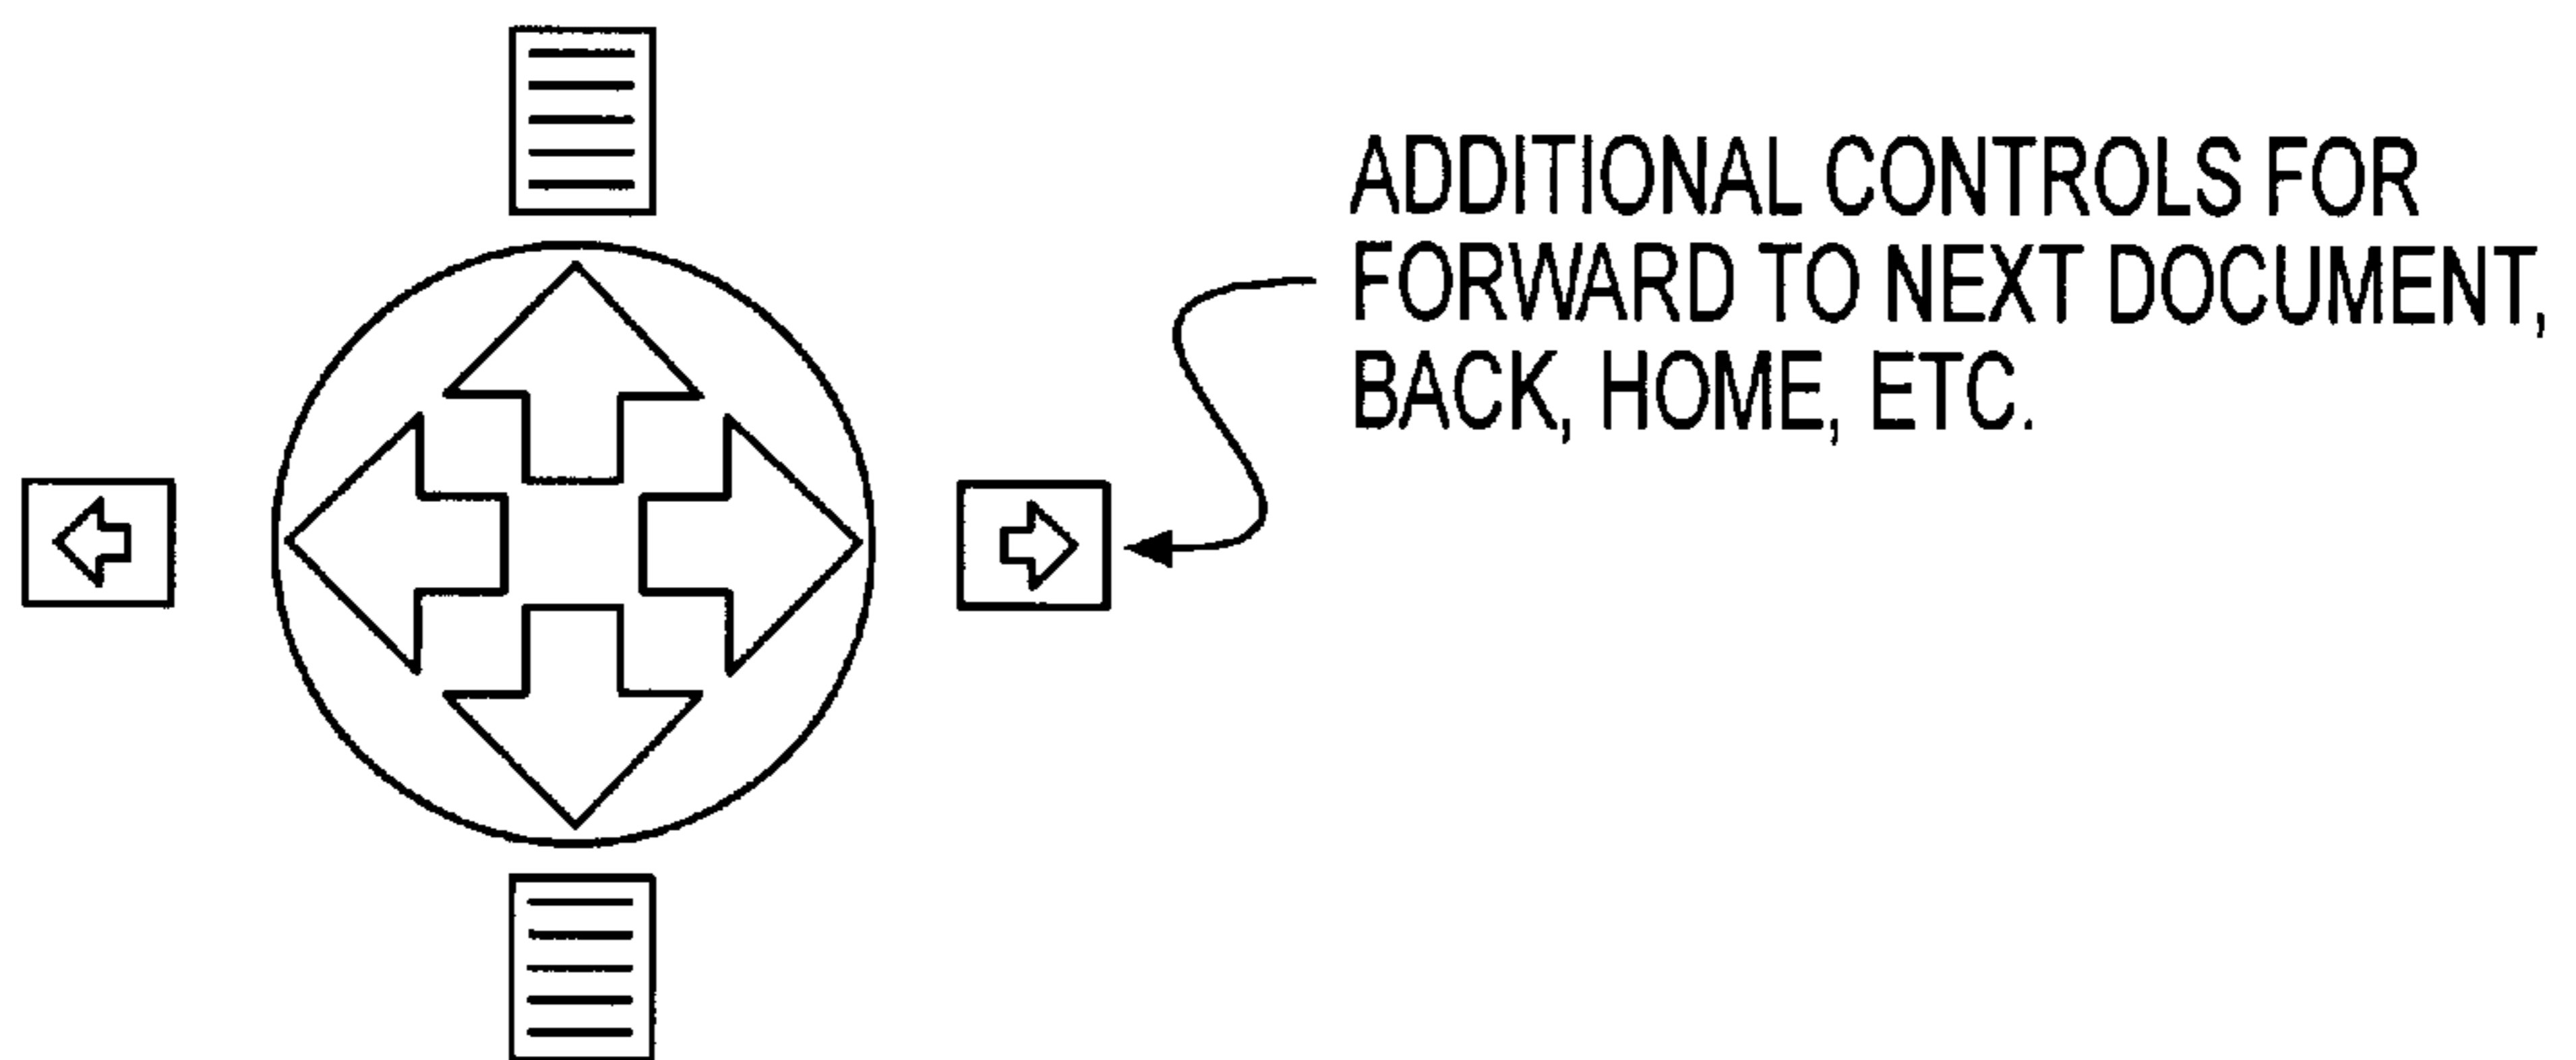 ADDITIONAL CONTROLS FOR
FORWARD TO NEXT DOCUMENT,
BACK, HOME, ETC.